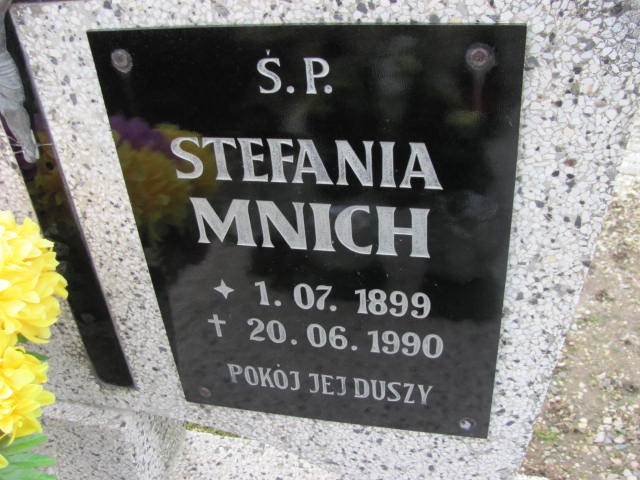 Ś.P.
STEFANIA
MNICH
✦ 1. 07. 1899
✝ 20. 06. 1990
POKÓJ JEJ DUSZY